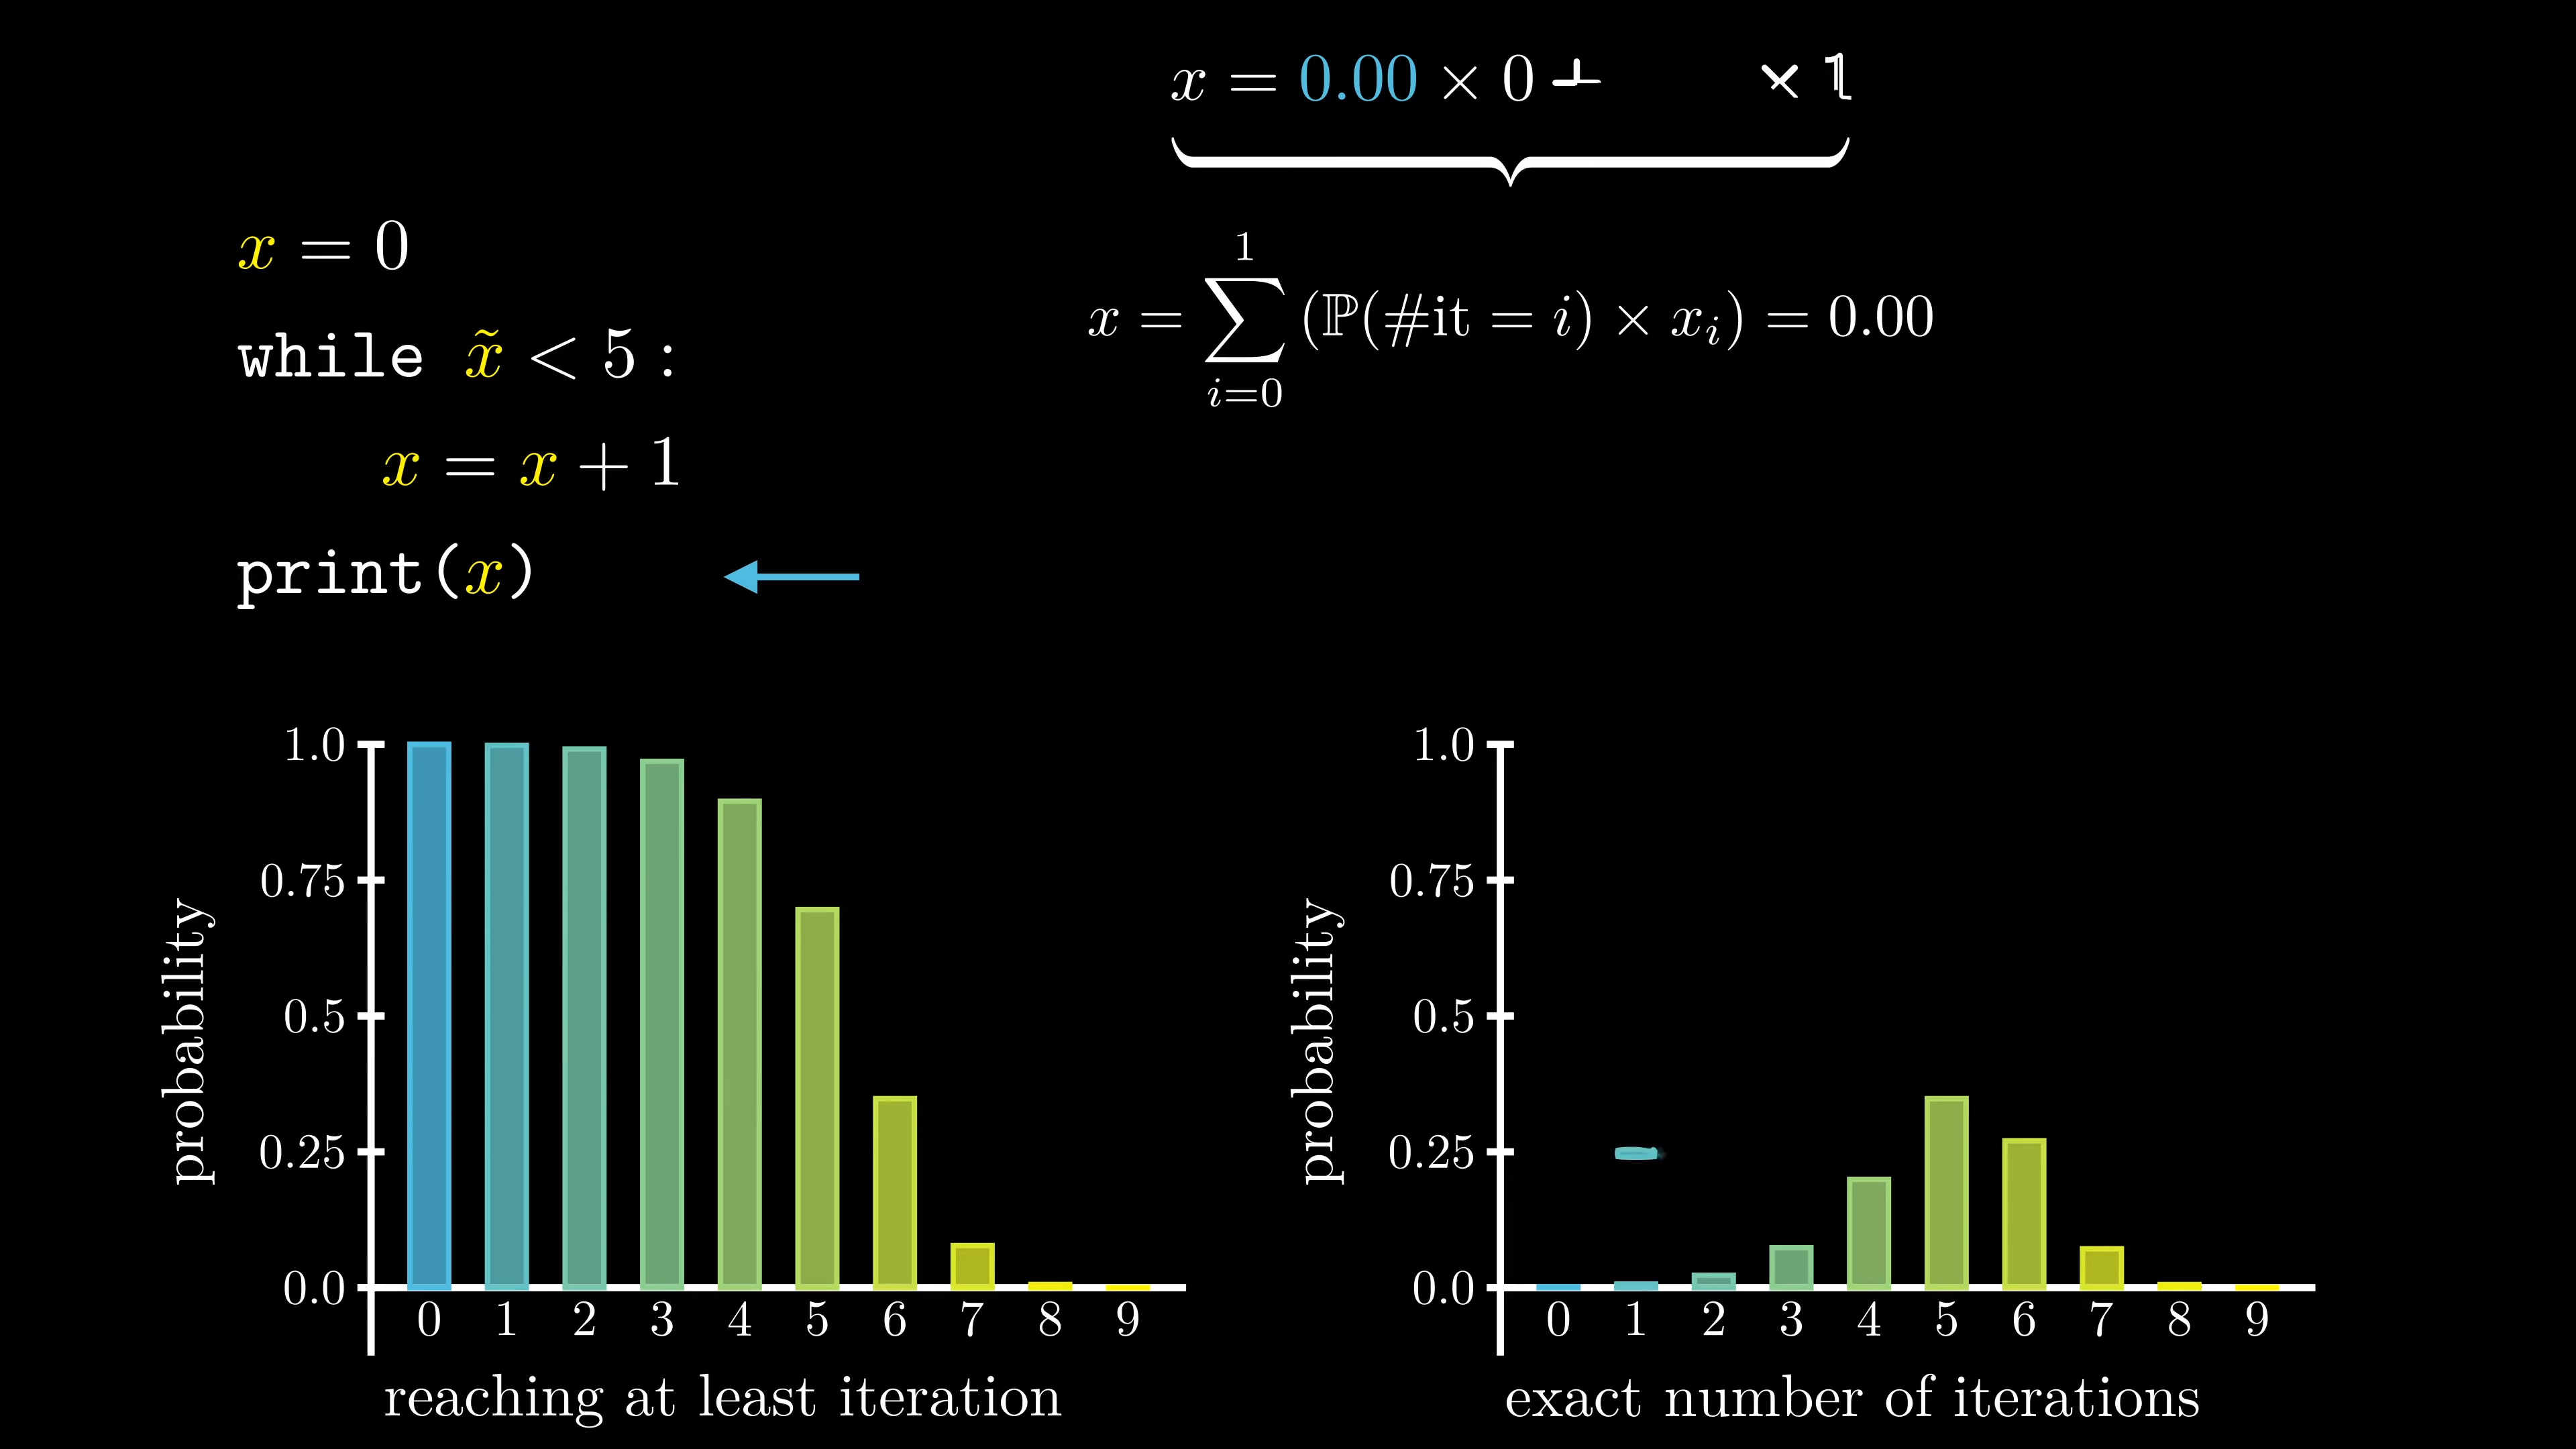 x = 0.00 × 0 + × 1
x = 0
while x̃ < 5 :
x = x + 1
print(x)
1
x = ∑ (ℙ(#it = i) × xᵢ) = 0.00
i=0
1.0
0.75
0.5
0.25
0.0
probability
0 1 2 3 4 5 6 7 8 9
reaching at least iteration
1.0
0.75
0.5
0.25
0.0
probability
0 1 2 3 4 5 6 7 8 9
exact number of iterations